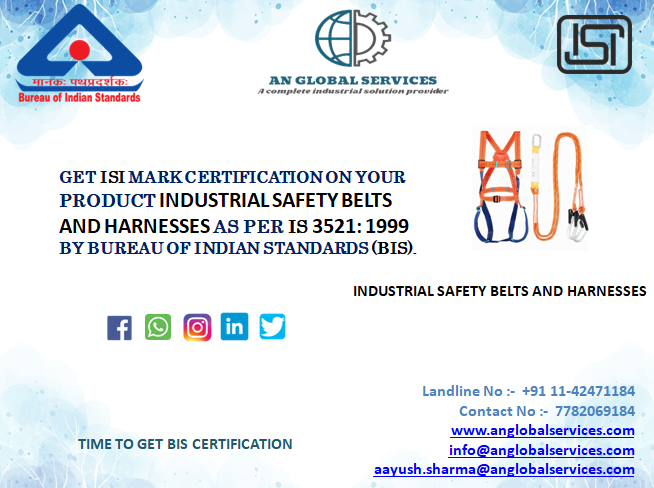 मानकः पथप्रदर्शकः
Bureau of Indian Standards
AN GLOBAL SERVICES
A complete industrial solution provider
ISI
GET ISI MARK CERTIFICATION ON YOUR
PRODUCT INDUSTRIAL SAFETY BELTS
AND HARNESSES AS PER IS 3521: 1999
BY BUREAU OF INDIAN STANDARDS (BIS).
INDUSTRIAL SAFETY BELTS AND HARNESSES
Landline No :- +91 11-42471184
Contact No :- 7782069184
www.anglobalservices.com
info@anglobalservices.com
aayush.sharma@anglobalservices.com
TIME TO GET BIS CERTIFICATION